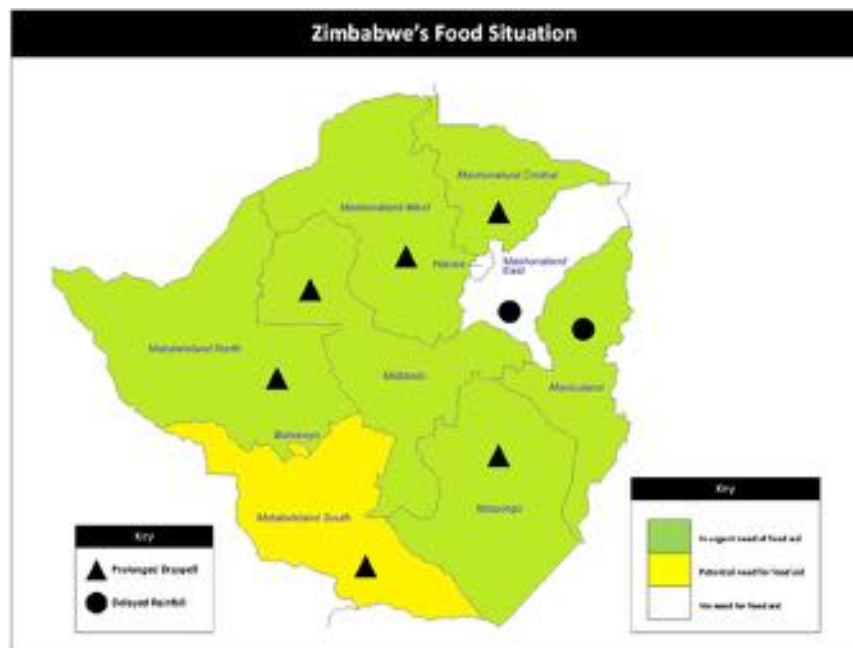 Zimbabwe's Food Situation
Mashonaland Central
Mashonaland West
Harare
Mashonaland
East
Matabeleland North
Midlands
Manicaland
Bulawayo
Masvingo
Matabeleland South
Key
Prolonged Dryspell
Delayed Rainfall
Key
In urgent need of food aid
Potential need for food aid
No need for food aid